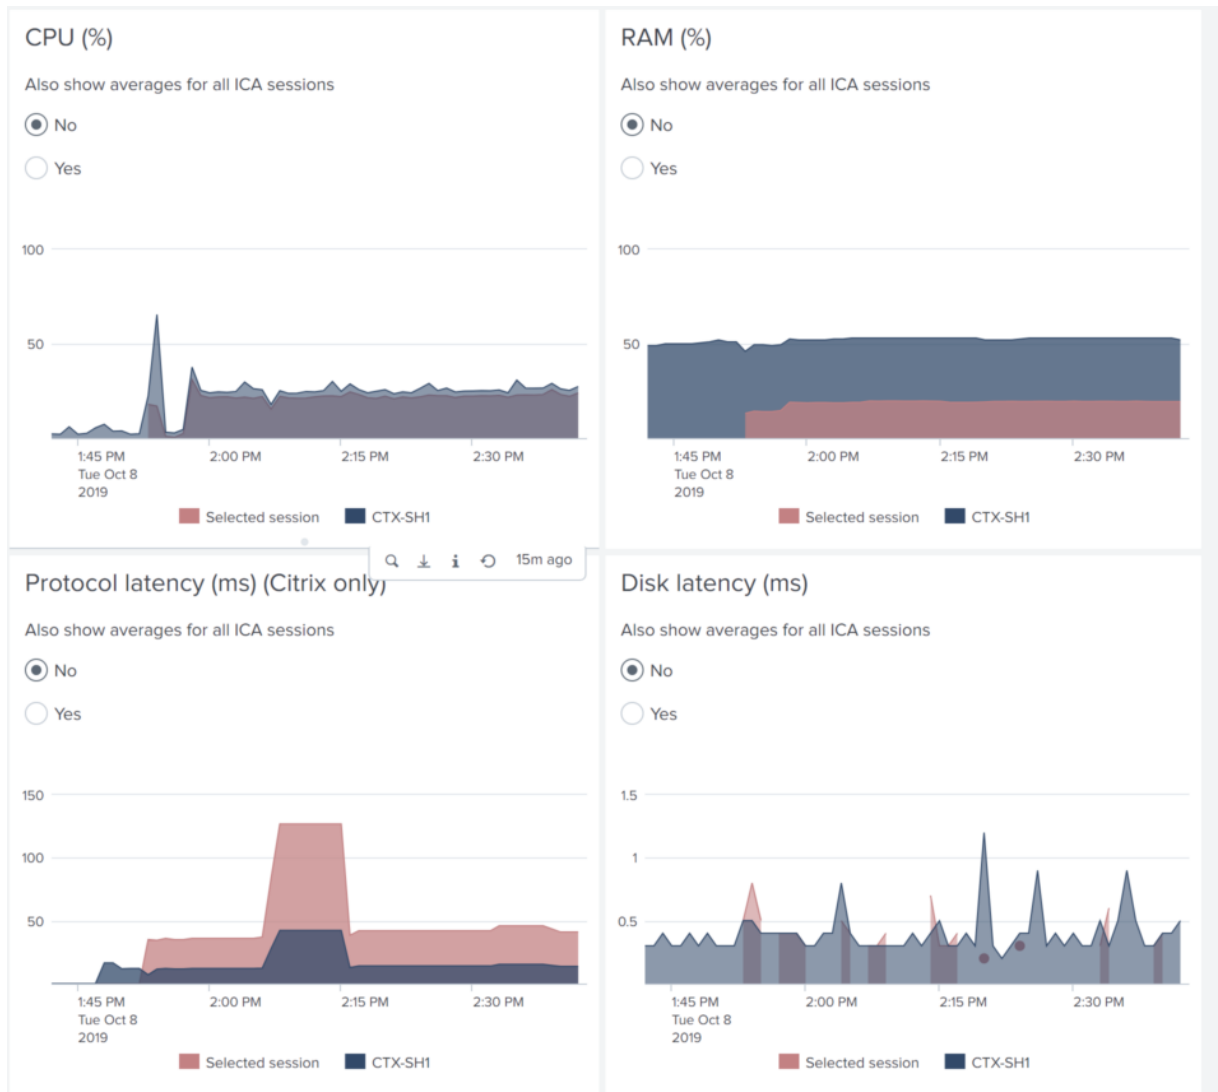 CPU (%)
Also show averages for all ICA sessions
No
Yes
100
50
1:45 PM
Tue Oct 8
2019
2:00 PM
2:15 PM
2:30 PM
Selected session
CTX-SH1
RAM (%)
Also show averages for all ICA sessions
No
Yes
100
50
1:45 PM
Tue Oct 8
2019
2:00 PM
2:15 PM
2:30 PM
Selected session
CTX-SH1
15m ago
Protocol latency (ms) (Citrix only)
Also show averages for all ICA sessions
No
Yes
150
100
50
1:45 PM
Tue Oct 8
2019
2:00 PM
2:15 PM
2:30 PM
Selected session
CTX-SH1
Disk latency (ms)
Also show averages for all ICA sessions
No
Yes
1.5
1
0.5
1:45 PM
Tue Oct 8
2019
2:00 PM
2:15 PM
2:30 PM
Selected session
CTX-SH1